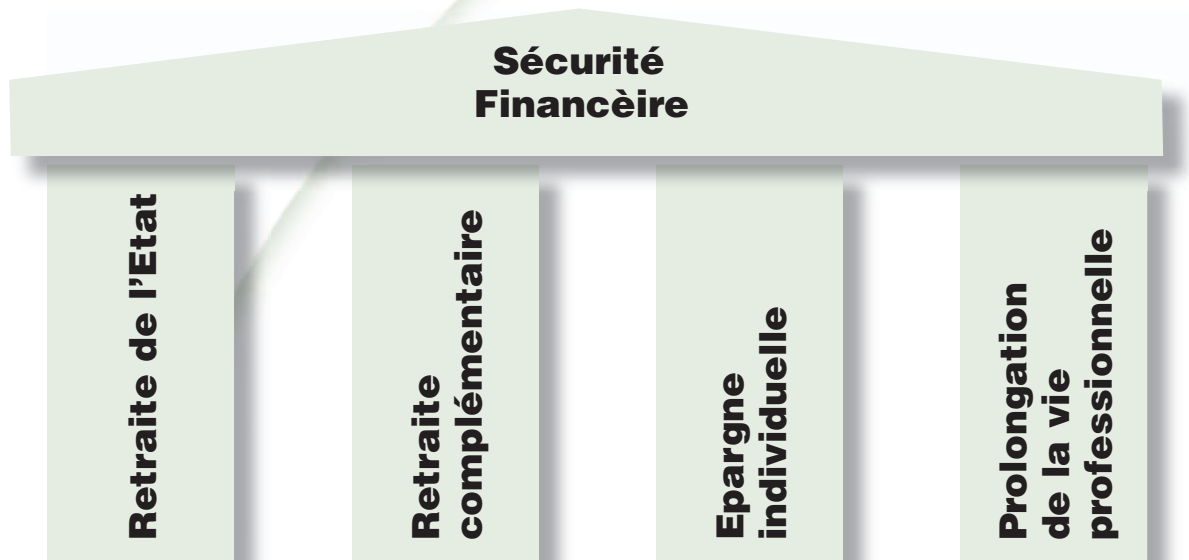 Sécurité
Financèire
Retraite de l’Etat
Retraite
complémentaire
Epargne
individuelle
Prolongation
de la vie
professionnelle